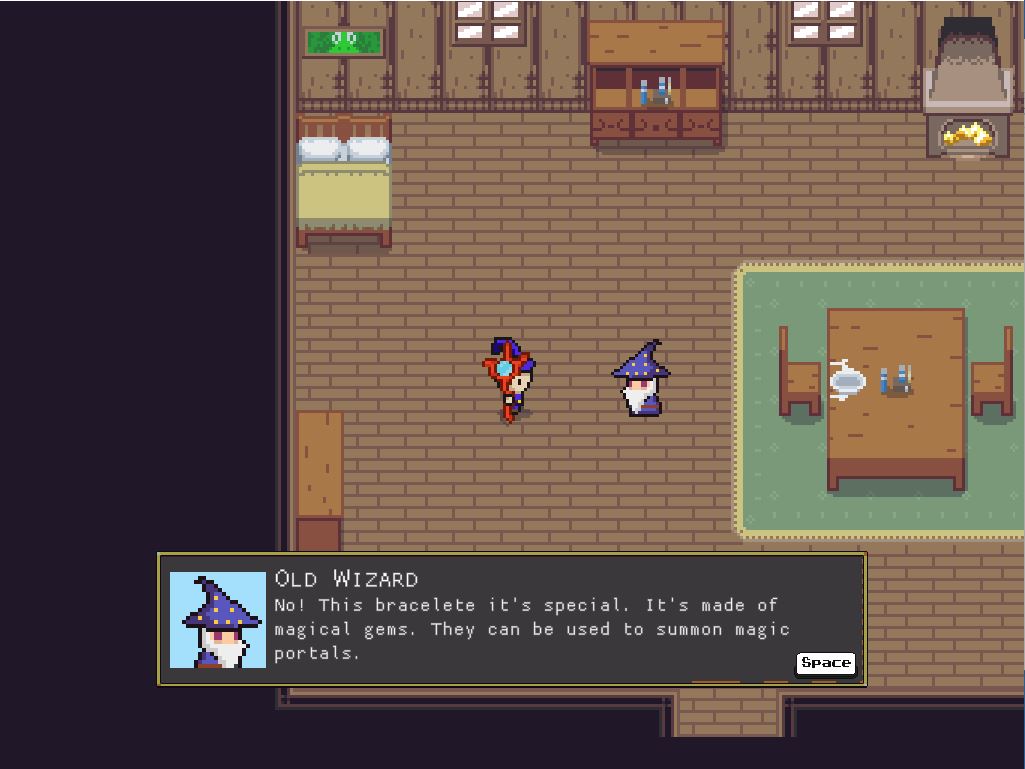 Old Wizard
No! This bracelete it's special. It's made of
magical gems. They can be used to summon magic
portals.
Space